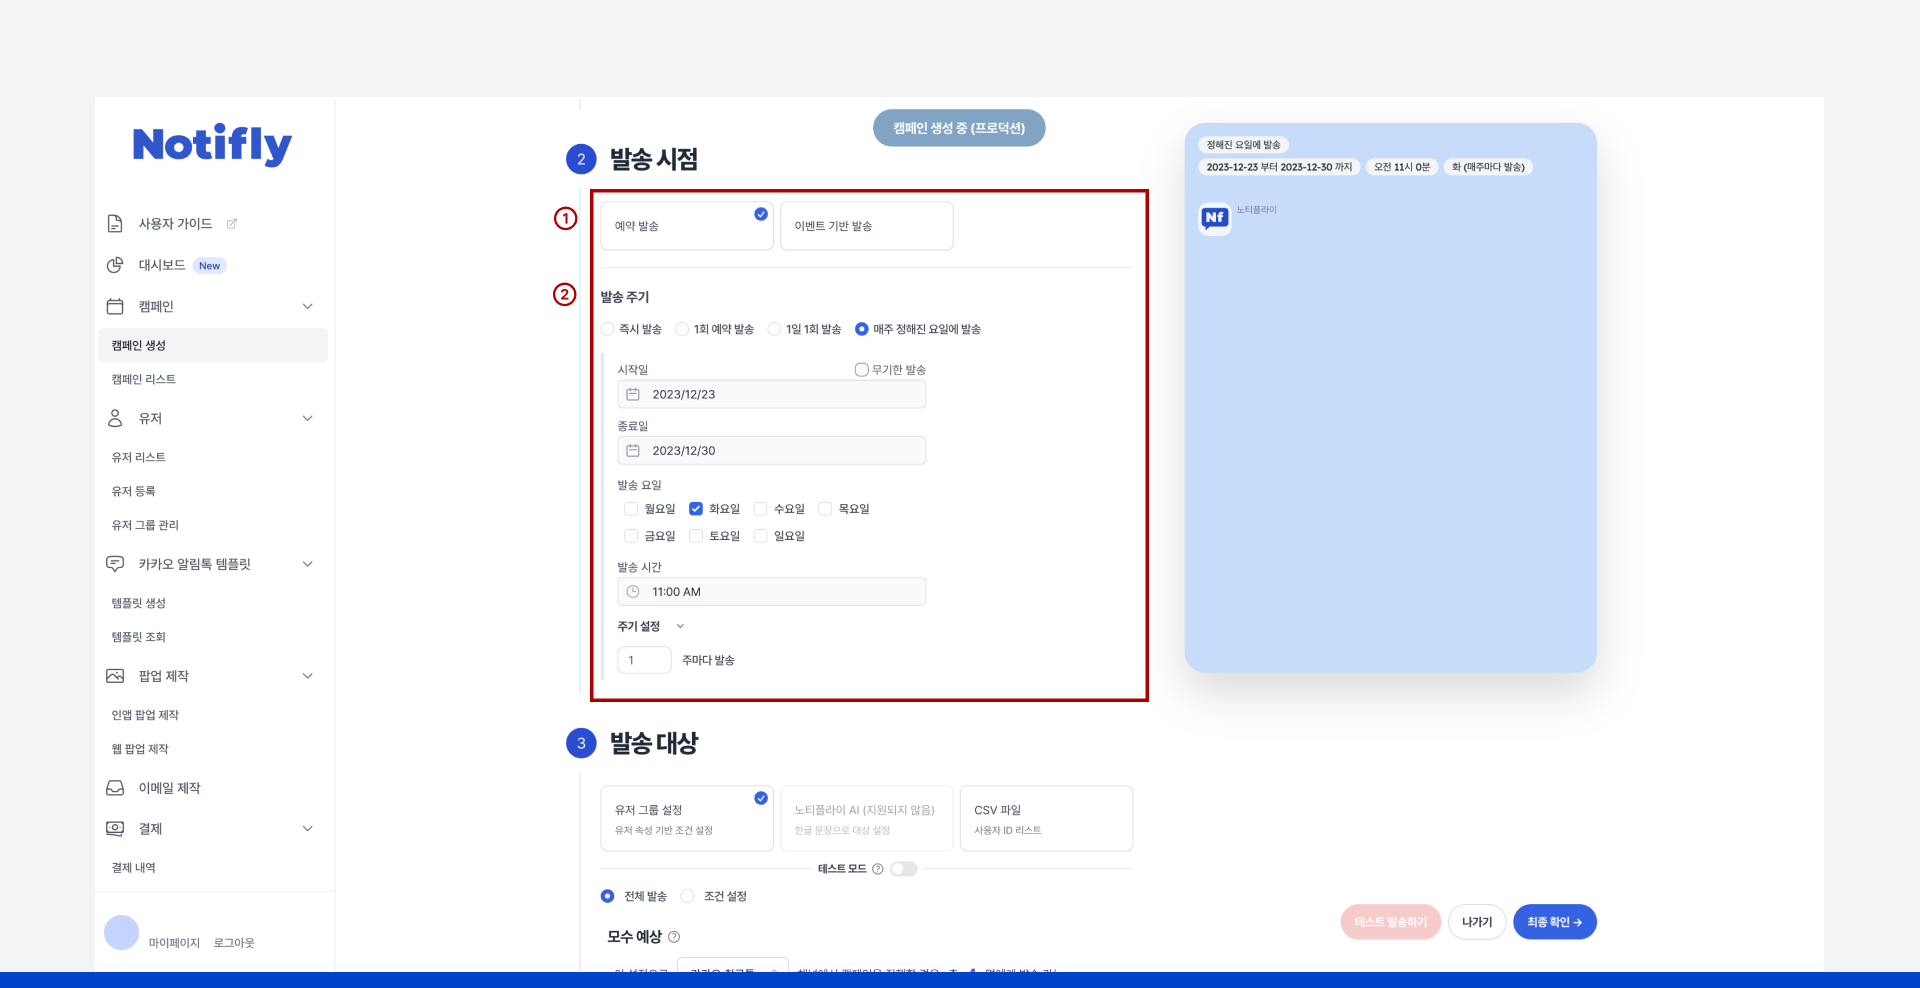 Notifly
사용자 가이드
대시보드 New
캠페인
캠페인 생성
캠페인 리스트
유저
유저 리스트
유저 등록
유저 그룹 관리
카카오 알림톡 템플릿
템플릿 생성
템플릿 조회
팝업 제작
인앱 팝업 제작
웹 팝업 제작
이메일 제작
결제
결제 내역
마이페이지 로그아웃
캠페인 생성 중 (프로덕션)
2 발송 시점
1
예약 발송 이벤트 기반 발송
2
발송 주기
즉시 발송 1회 예약 발송 1일 1회 발송 매주 정해진 요일에 발송
시작일 무기한 발송
2023/12/23
종료일
2023/12/30
발송 요일
월요일 화요일 수요일 목요일
금요일 토요일 일요일
발송 시간
11:00 AM
주기 설정
1 주마다 발송
3 발송 대상
유저 그룹 설정 노티플라이 AI (지원되지 않음) CSV 파일
유저 속성 기반 조건 설정 한글 문장으로 대상 설정 사용자 ID 리스트
테스트 모드 ?
전체 발송 조건 설정
모수 예상 ?
정해진 요일에 발송
2023-12-23 부터 2023-12-30 까지 오전 11시 0분 화 (매주마다 발송)
Nf 노티플라이
테스트 발송하기 나가기 최종 확인 →